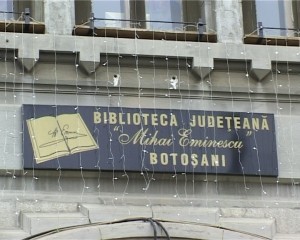 BIBLIOTECA JUDEŢEANĂ
"Mihai Eminescu"
BOTOŞANI